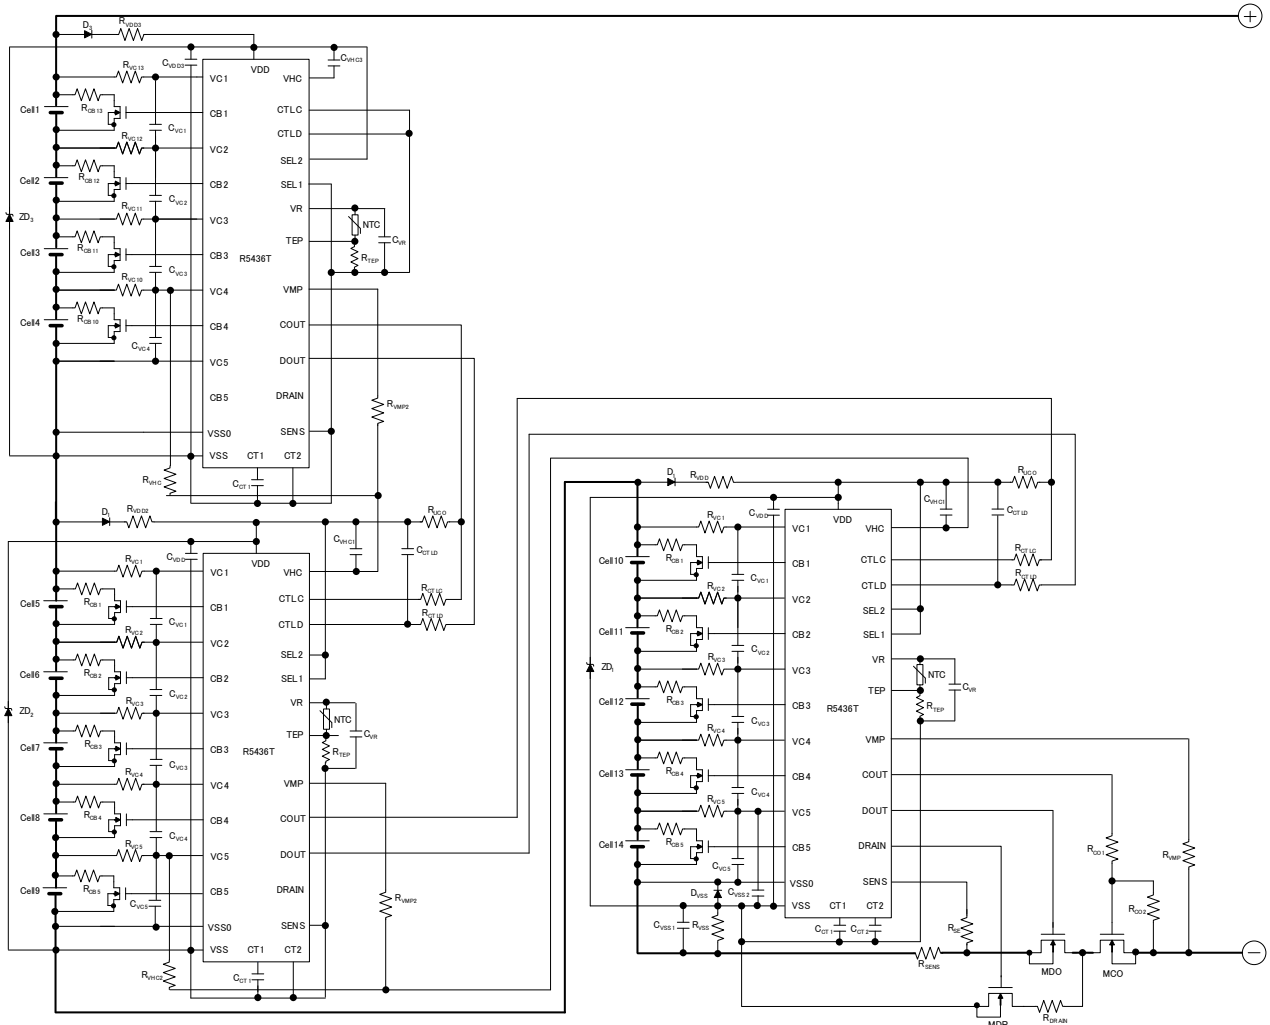 D3
RVDD3
CVDD3
CVHC3
VDD
VHC
RVC13
VC1
Cell1
RCB13
CB1
CVC1
CTLC
CTLD
RVC12
VC2
SEL2
Cell2
RCB12
CB2
CVC2
SEL1
RVC11
VC3
VR
NTC
CVR
ZD3
Cell3
RCB11
CB3
R5436T
TEP
RTEP
CVC3
RVC10
VC4
VMP
Cell4
RCB10
CB4
COUT
CVC4
VC5
DOUT
CB5
DRAIN
RVMP2
VSS0
SENS
VSS
CT1
CT2
RVHC
CCT1
D1
RVDD2
RUCO
CVDD
CVHC1
CCTLD
VDD
RVC1
VC1
VHC
Cell5
RCB1
CB1
CTLC
RCTLC
CVC1
CTLD
RCTLD
RVC2
VC2
SEL2
Cell6
RCB2
CB2
SEL1
CVC2
RVC3
VC3
VR
NTC
ZD2
CVR
Cell7
RCB3
CB3
R5436T
TEP
RTEP
CVC3
RVC4
VC4
VMP
Cell8
RCB4
CB4
COUT
CVC4
RVC5
VC5
DOUT
Cell9
RCB5
CB5
DRAIN
RVMP2
CVC5
VSS0
SENS
VSS
CT1
CT2
RVHC2
CCT1
D1
RVDD
RUCO
CVDD
CVHC1
CCTLD
RVC1
VC1
VDD
VHC
Cell10
RCB1
CB1
CTLC
RCTLC
CVC1
CTLD
RCTLD
RVC2
VC2
SEL2
Cell11
RCB2
CB2
SEL1
CVC2
RVC3
VC3
VR
NTC
ZD1
CVR
Cell12
RCB3
CB3
R5436T
TEP
RTEP
CVC3
RVC4
VC4
VMP
Cell13
RCB4
CB4
COUT
CVC4
RVC5
VC5
DOUT
Cell14
RCB5
CB5
DRAIN
RCO1
RVMP
CVC5
VSS0
SENS
DVSS
CVSS2
VSS
CT1
CT2
RCO2
CVSS1
RVSS
CCT1
CCT2
RSE
RSENS
MDO
MCO
MDR
RDRAIN